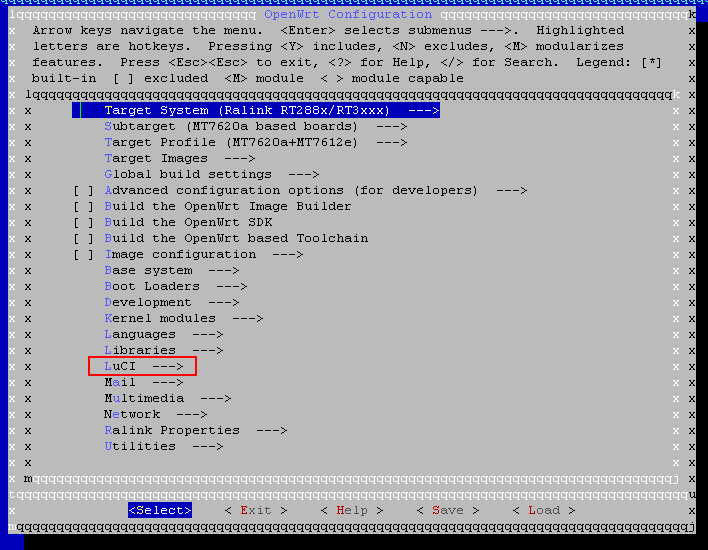 OpenWrt Configuration
Arrow keys navigate the menu.  <Enter> selects submenus --->.  Highlighted
letters are hotkeys.  Pressing <Y> includes, <N> excludes, <M> modularizes
features.  Press <Esc><Esc> to exit, <?> for Help, </> for Search.  Legend: [*]
built-in  [ ] excluded  <M> module  < > module capable
Target System (Ralink RT288x/RT3xxx)  --->
Subtarget (MT7620a based boards)  --->
Target Profile (MT7620a+MT7612e)  --->
Target Images  --->
Global build settings  --->
[ ] Advanced configuration options (for developers)  --->
[ ] Build the OpenWrt Image Builder
[ ] Build the OpenWrt SDK
[ ] Build the OpenWrt based Toolchain
[ ] Image configuration  --->
Base system  --->
Boot Loaders  --->
Development  --->
Kernel modules  --->
Languages  --->
Libraries  --->
LuCI  --->
Mail  --->
Multimedia  --->
Network  --->
Ralink Properties  --->
Utilities  --->
<Select>    < Exit >    < Help >    < Save >    < Load >